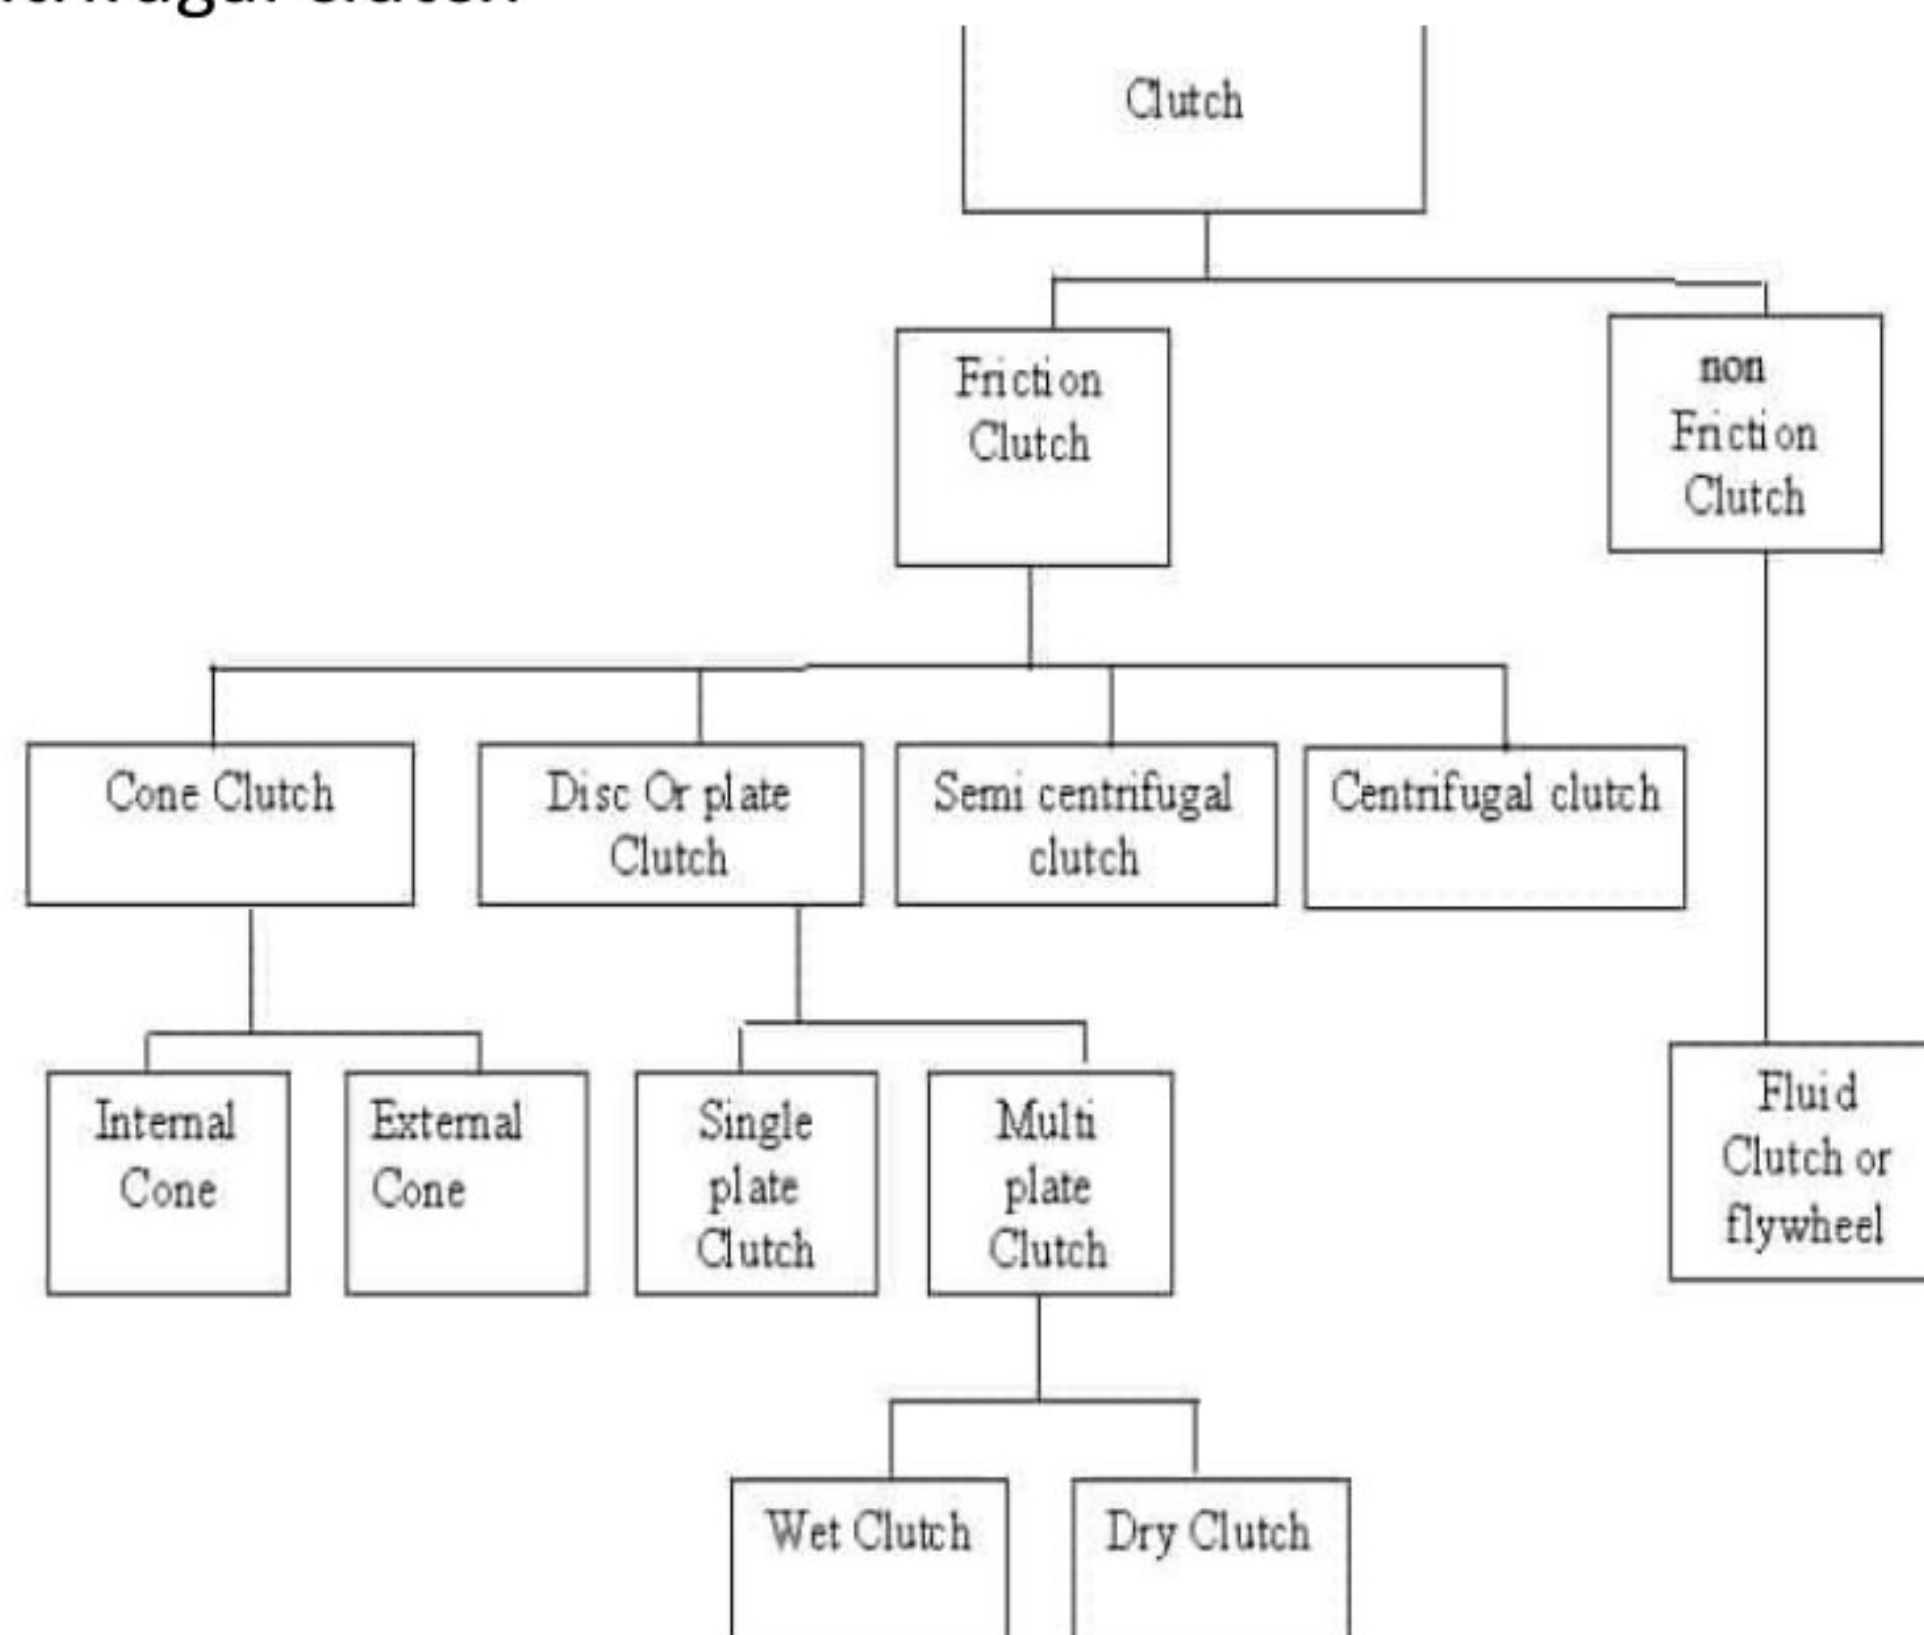 Clutch
Friction
Clutch
non
Friction
Clutch
Cone Clutch
Disc Or plate
Clutch
Semi centrifugal
clutch
Centrifugal clutch
Internal
Cone
External
Cone
Single
plate
Clutch
Multi
plate
Clutch
Fluid
Clutch or
flywheel
Wet Clutch
Dry Clutch